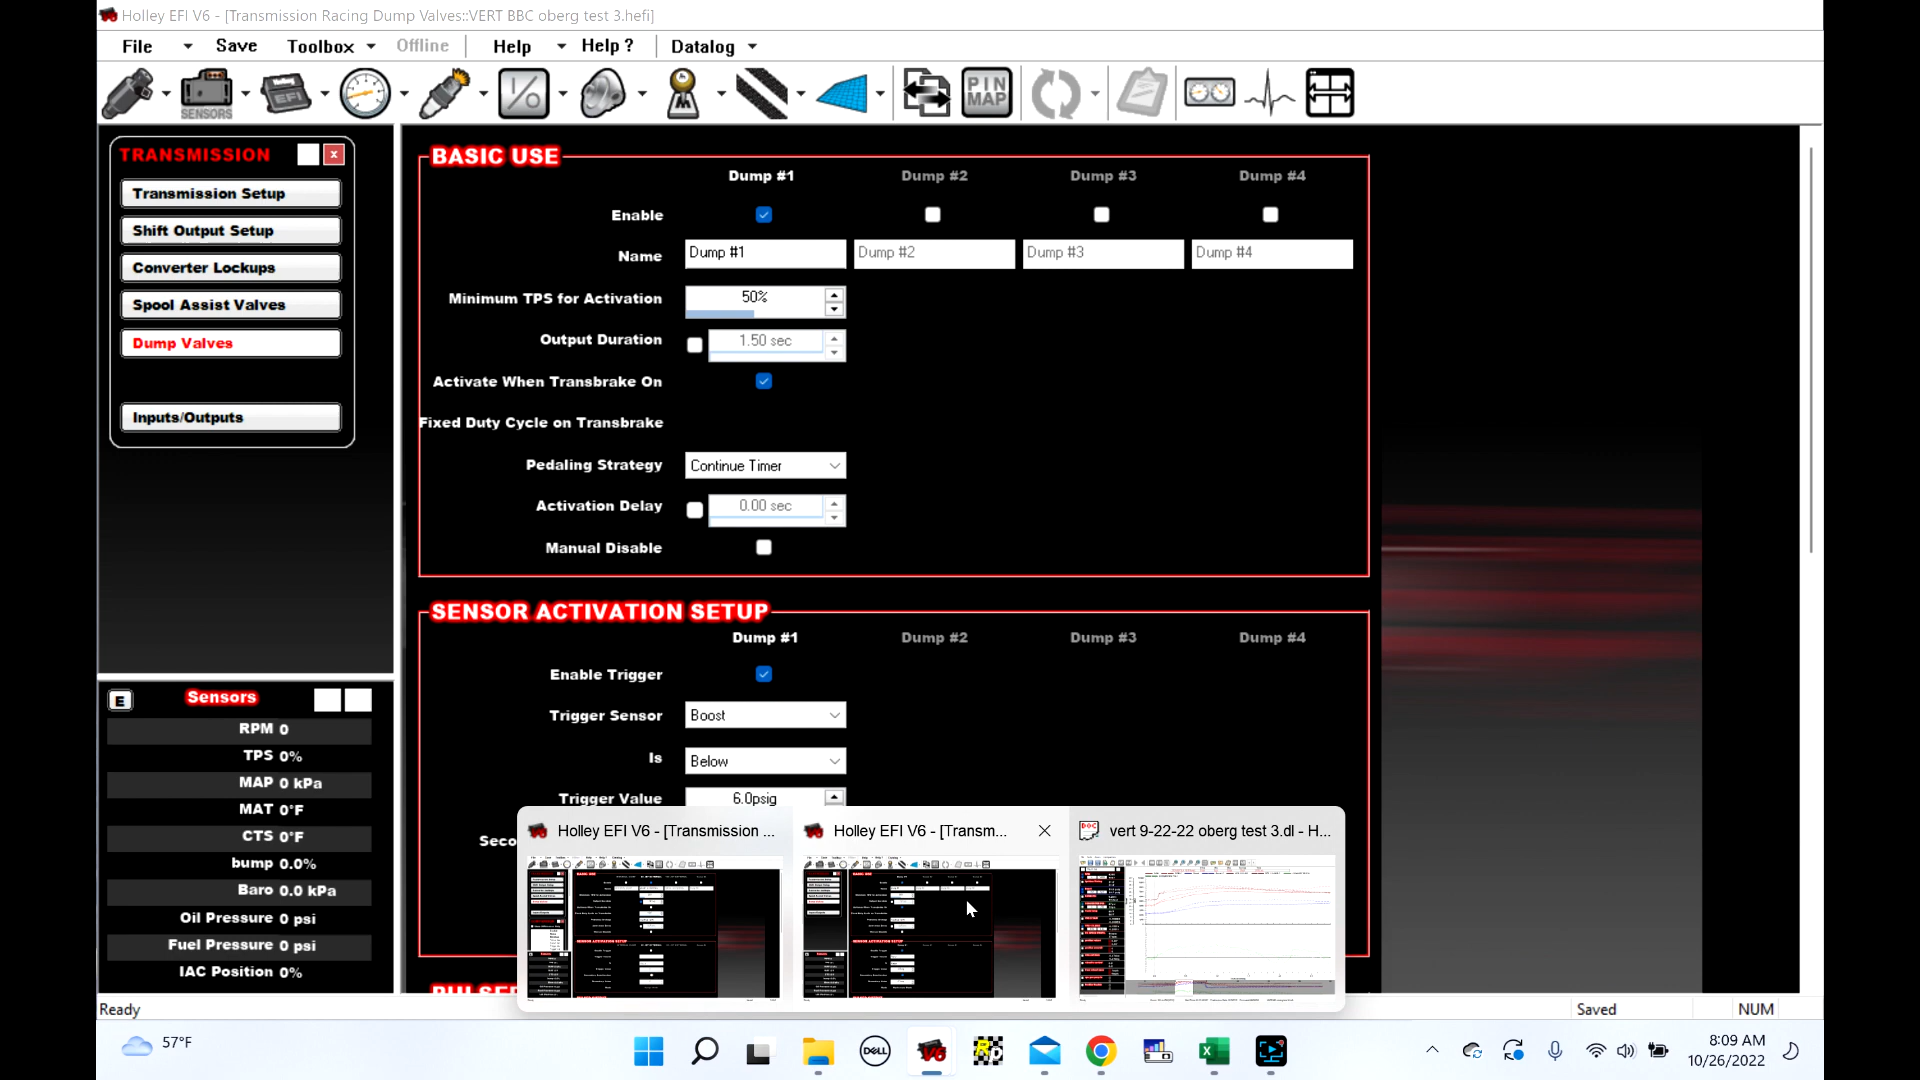 Holley EFI V6 - [Transmission Racing Dump Valves::VERT BBC oberg test 3.hefi]
File Save Toolbox Offline Help Help ? Datalog
SENSORS
EFI
PIN
MAP
TRANSMISSION
Transmission Setup
Shift Output Setup
Converter Lockups
Spool Assist Valves
Dump Valves
Inputs/Outputs
BASIC USE
Dump #1 Dump #2 Dump #3 Dump #4
Enable
Name Dump #1 Dump #2 Dump #3 Dump #4
Minimum TPS for Activation 50%
Output Duration 1.50 sec
Activate When Transbrake On
Fixed Duty Cycle on Transbrake
Pedaling Strategy Continue Timer
Activation Delay 0.00 sec
Manual Disable
SENSOR ACTIVATION SETUP
Dump #1 Dump #2 Dump #3 Dump #4
Enable Trigger
Trigger Sensor Boost
Is Below
Trigger Value 6.0psig
Seco
E Sensors
RPM 0
TPS 0%
MAP 0 kPa
MAT 0°F
CTS 0°F
bump 0.0%
Baro 0.0 kPa
Oil Pressure 0 psi
Fuel Pressure 0 psi
IAC Position 0%
Holley EFI V6 - [Transmission ...
Holley EFI V6 - [Transm...
vert 9-22-22 oberg test 3.dl - H...
Ready Saved NUM
57°F
DELL
V6
8:09 AM
10/26/2022